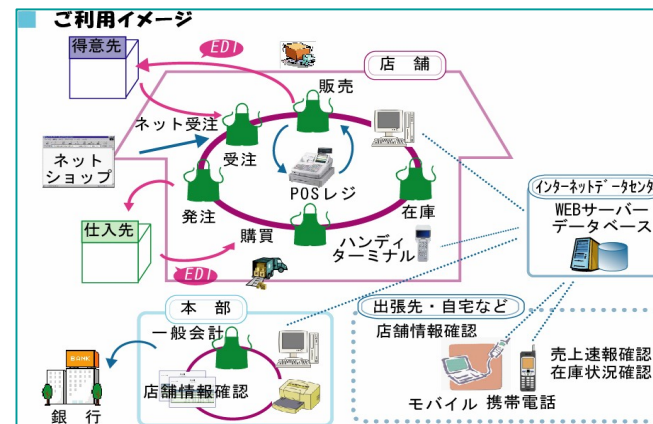 ご利用イメージ
得意先
EDI
店 舗
販売
ネット受注
受注
ネット
ショップ
POSレジ
発注
在庫
インターネットデータセンタ
WEBサーバー
データベース
仕入先
購買
ハンディ
ターミナル
EDI
本 部
出張先・自宅など
一般会計
店舗情報確認
BANK
売上速報確認
在庫状況確認
店舗情報確認
モバイル
携帯電話
銀 行